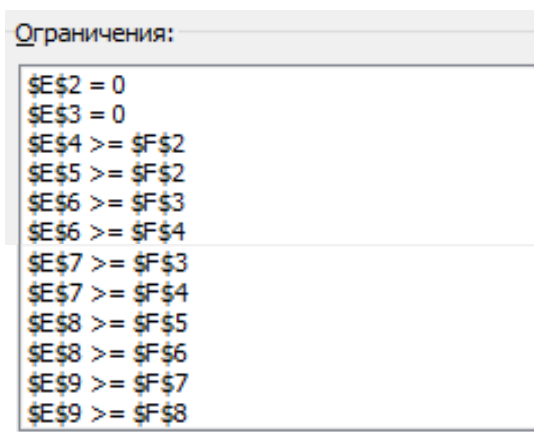 Ограничения:
$E$2 = 0
$E$3 = 0
$E$4 >= $F$2
$E$5 >= $F$2
$E$6 >= $F$3
$E$6 >= $F$4
$E$7 >= $F$3
$E$7 >= $F$4
$E$8 >= $F$5
$E$8 >= $F$6
$E$9 >= $F$7
$E$9 >= $F$8